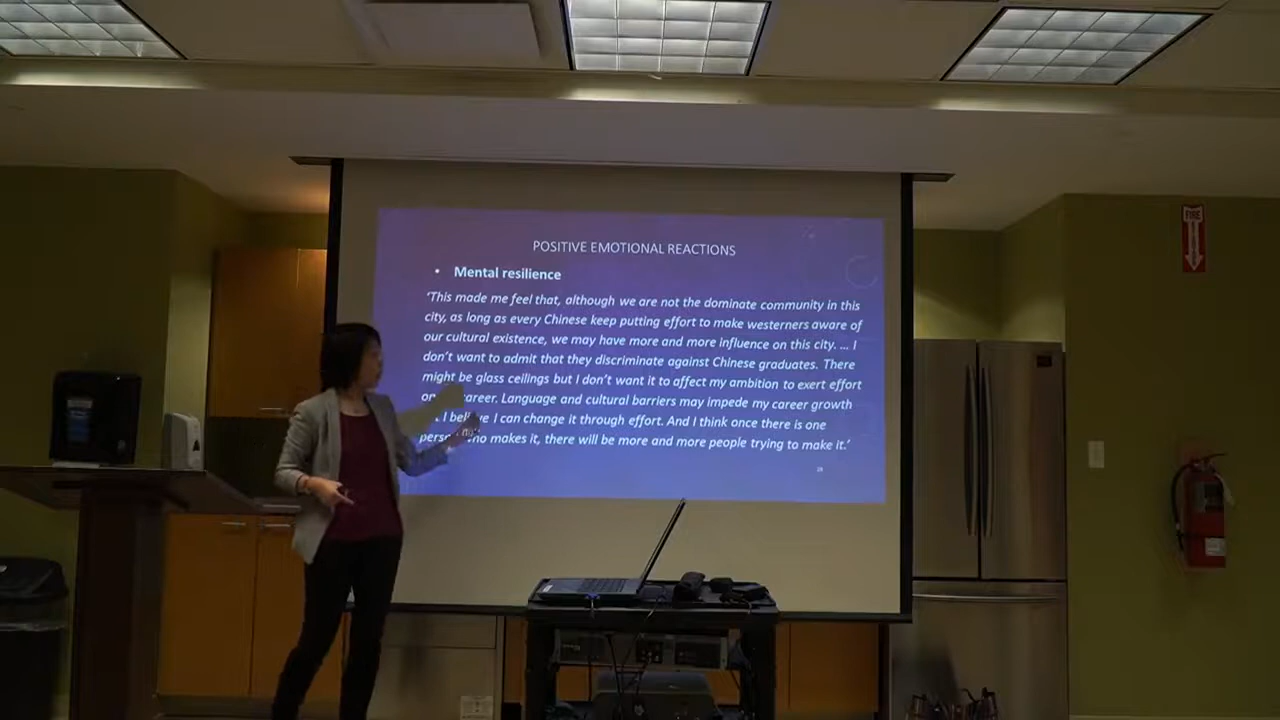 POSITIVE EMOTIONAL REACTIONS
• Mental resilience
'This made me feel that, although we are not the dominate community in this
city, as long as every Chinese keep putting effort to make westerners aware of
our cultural existence, we may have more and more influence on this city. ... I
don't want to admit that they discriminate against Chinese graduates. There
might be glass ceilings but I don't want it to affect my ambition to exert effort
career. Language and cultural barriers may impede my career growth
I believe I can change it through effort. And I think once there is one
who makes it, there will be more and more people trying to make it.'
FIRE